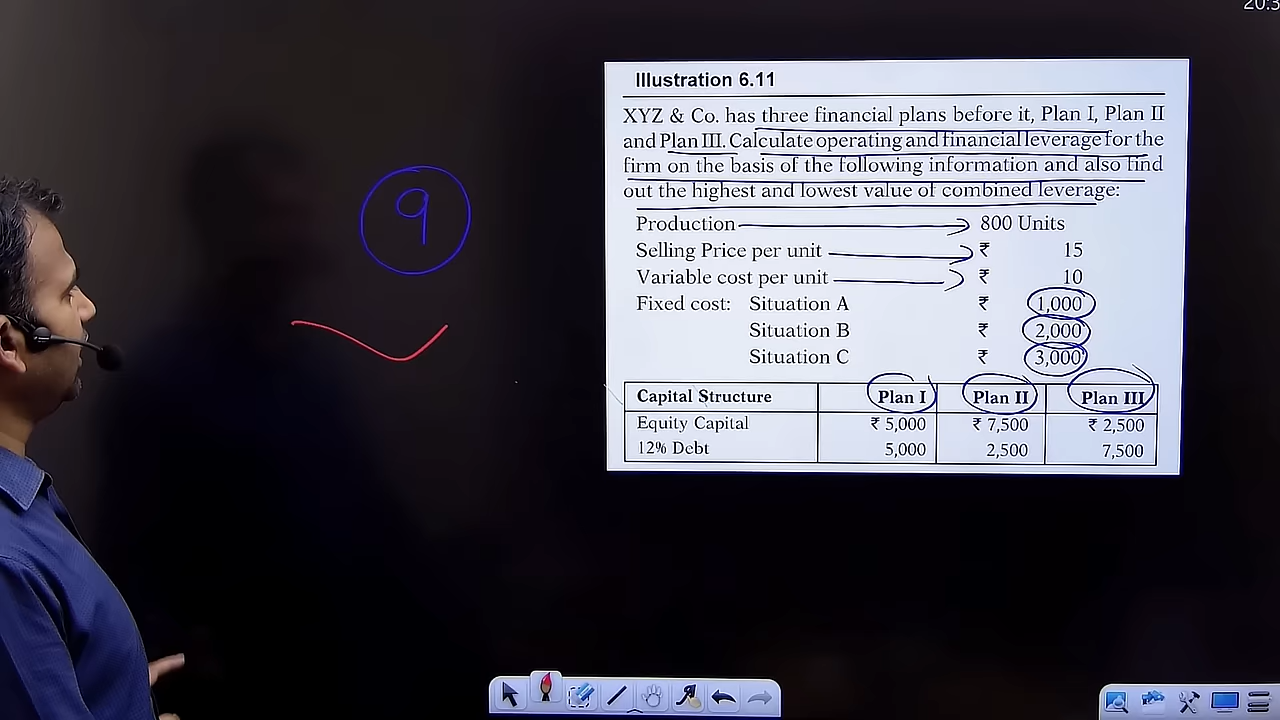 20:3
Illustration 6.11
XYZ & Co. has three financial plans before it, Plan I, Plan II
and Plan III. Calculate operating and financial leverage for the
firm on the basis of the following information and also find
out the highest and lowest value of combined leverage:
Production 800 Units
Selling Price per unit ₹ 15
Variable cost per unit ₹ 10
Fixed cost: Situation A ₹ 1,000
Situation B ₹ 2,000
Situation C ₹ 3,000
9
Capital Structure Plan I Plan II Plan III
Equity Capital ₹ 5,000 ₹ 7,500 ₹ 2,500
12% Debt 5,000 2,500 7,500